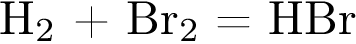 H₂ + Br₂ = HBr